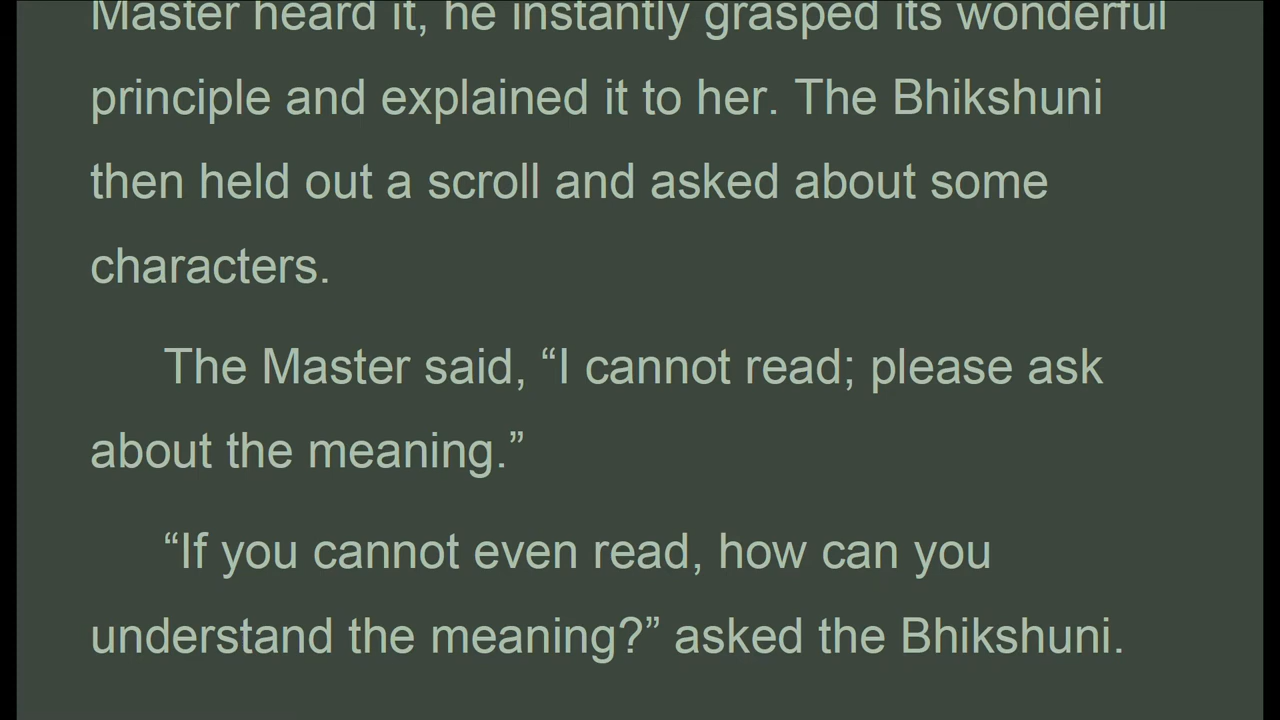 Master heard it, he instantly grasped its wonderful
principle and explained it to her. The Bhikshuni
then held out a scroll and asked about some
characters.
The Master said, “I cannot read; please ask
about the meaning.”
“If you cannot even read, how can you
understand the meaning?” asked the Bhikshuni.